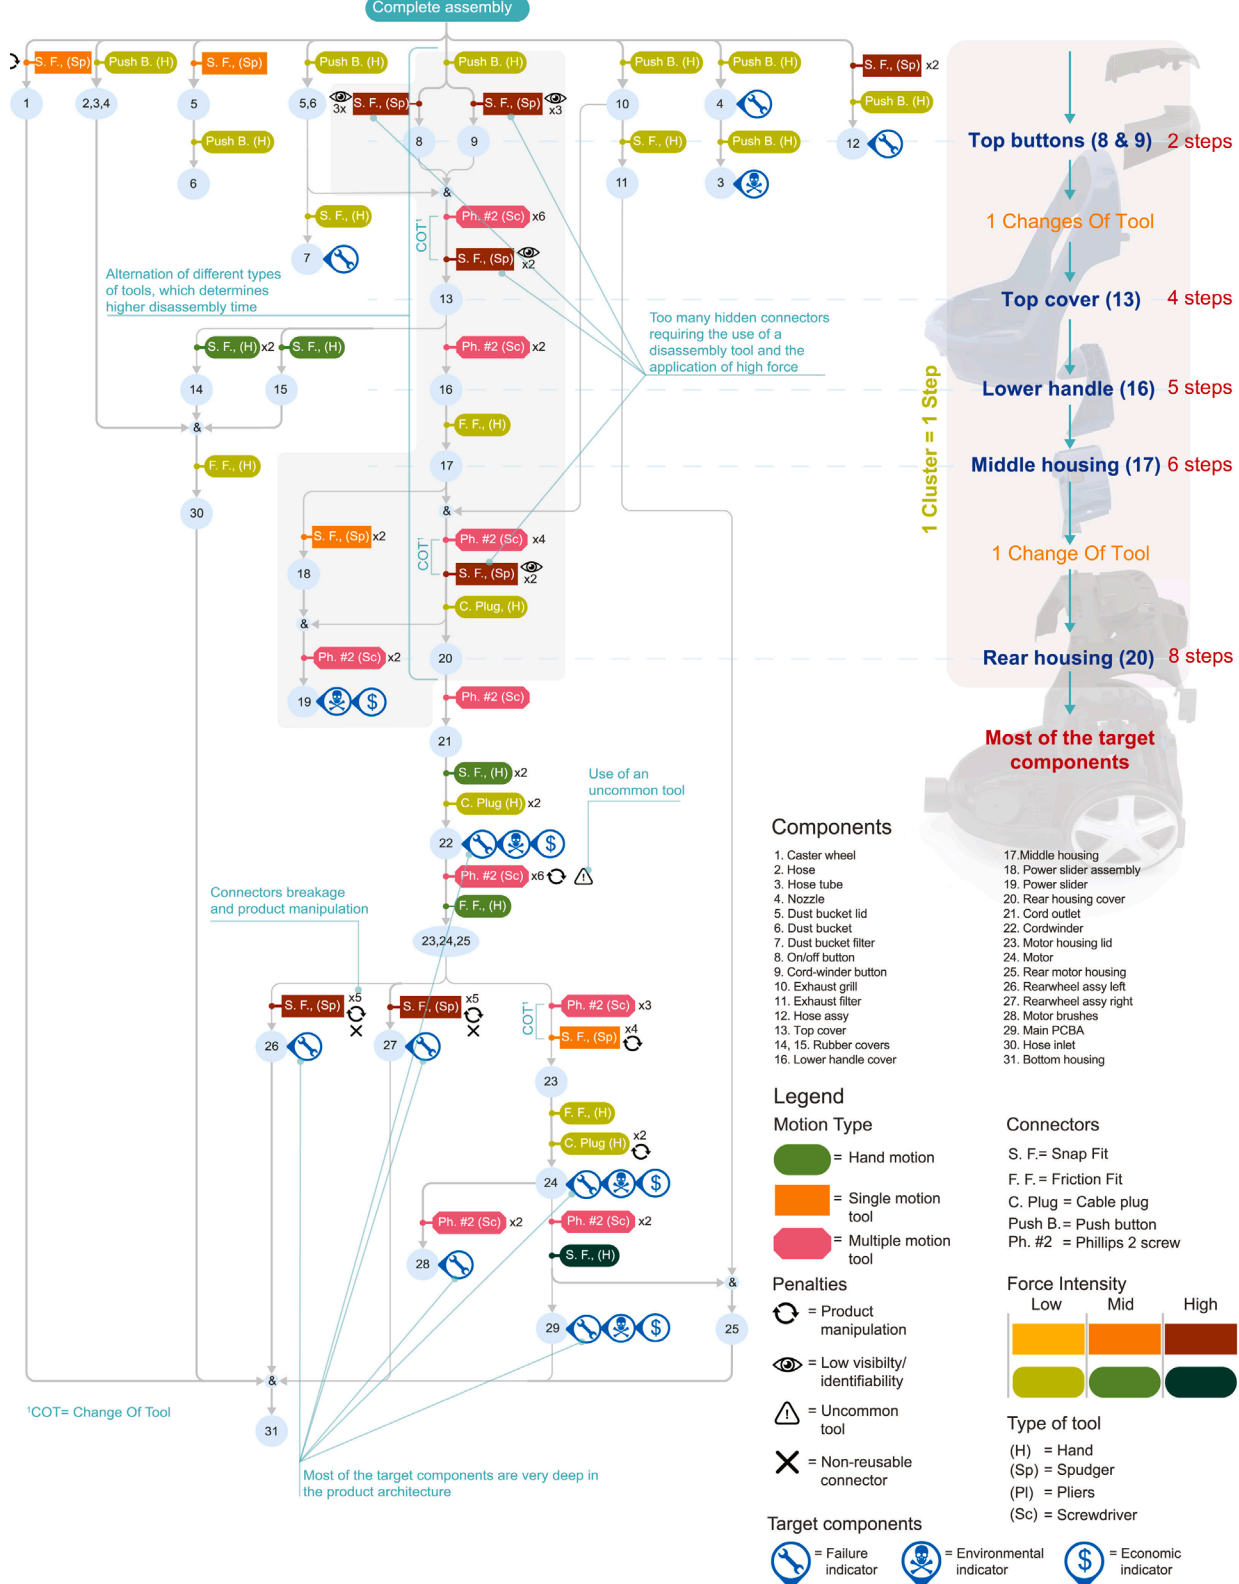 Complete assembly
S. F., (Sp)
Push B. (H)
S. F., (Sp)
Push B. (H)
Push B. (H)
Push B. (H)
Push B. (H)
S. F., (Sp) x2
1
2,3,4
5
5,6
3x
S. F., (Sp)
S. F., (Sp)
x3
10
4
Push B. (H)
Push B. (H)
8
9
S. F., (H)
Push B. (H)
12
Top buttons (8 & 9) 2 steps
6
11
3
&
S. F., (H)
COT¹
Ph. #2 (Sc) x6
1 Changes Of Tool
7
S. F., (Sp)
x2
Alternation of different types
of tools, which determines
higher disassembly time
13
Top cover (13) 4 steps
Too many hidden connectors
requiring the use of a
disassembly tool and the
application of high force
S. F., (H) x2
S. F., (H)
Ph. #2 (Sc) x2
14
15
16
Lower handle (16) 5 steps
1 Cluster = 1 Step
&
F. F., (H)
F. F., (H)
17
Middle housing (17) 6 steps
30
&
S. F., (Sp) x2
COT¹
Ph. #2 (Sc) x4
1 Change Of Tool
18
S. F., (Sp)
x2
C. Plug, (H)
&
Ph. #2 (Sc) x2
20
Rear housing (20) 8 steps
19
$
Ph. #2 (Sc)
21
Most of the target
components
S. F., (H) x2
C. Plug (H) x2
Use of an
uncommon tool
22
$
Ph. #2 (Sc) x6
Connectors breakage
and product manipulation
F. F., (H)
23,24,25
S. F., (Sp)
x5
S. F., (Sp)
x5
COT¹
Ph. #2 (Sc) x3
S. F., (Sp)
x4
26
27
23
F. F., (H)
C. Plug (H)
x2
24
$
Ph. #2 (Sc) x2
Ph. #2 (Sc) x2
S. F., (H)
28
&
29
$
25
&
31
¹COT= Change Of Tool
Most of the target components are very deep in
the product architecture
Components
1. Caster wheel
2. Hose
3. Hose tube
4. Nozzle
5. Dust bucket lid
6. Dust bucket
7. Dust bucket filter
8. On/off button
9. Cord-winder button
10. Exhaust grill
11. Exhaust filter
12. Hose assy
13. Top cover
14, 15. Rubber covers
16. Lower handle cover
17.Middle housing
18. Power slider assembly
19. Power slider
20. Rear housing cover
21. Cord outlet
22. Cordwinder
23. Motor housing lid
24. Motor
25. Rear motor housing
26. Rearwheel assy left
27. Rearwheel assy right
28. Motor brushes
29. Main PCBA
30. Hose inlet
31. Bottom housing
Legend
Motion Type
= Hand motion
= Single motion
tool
= Multiple motion
tool
Connectors
S. F.= Snap Fit
F. F.= Friction Fit
C. Plug = Cable plug
Push B.= Push button
Ph. #2 = Phillips 2 screw
Penalties
= Product
manipulation
= Low visibilty/
identifiability
= Uncommon
tool
= Non-reusable
connector
Force Intensity
Low Mid High
Type of tool
(H) = Hand
(Sp) = Spudger
(Pl) = Pliers
(Sc) = Screwdriver
Target components
= Failure
indicator
= Environmental
indicator
$ = Economic
indicator